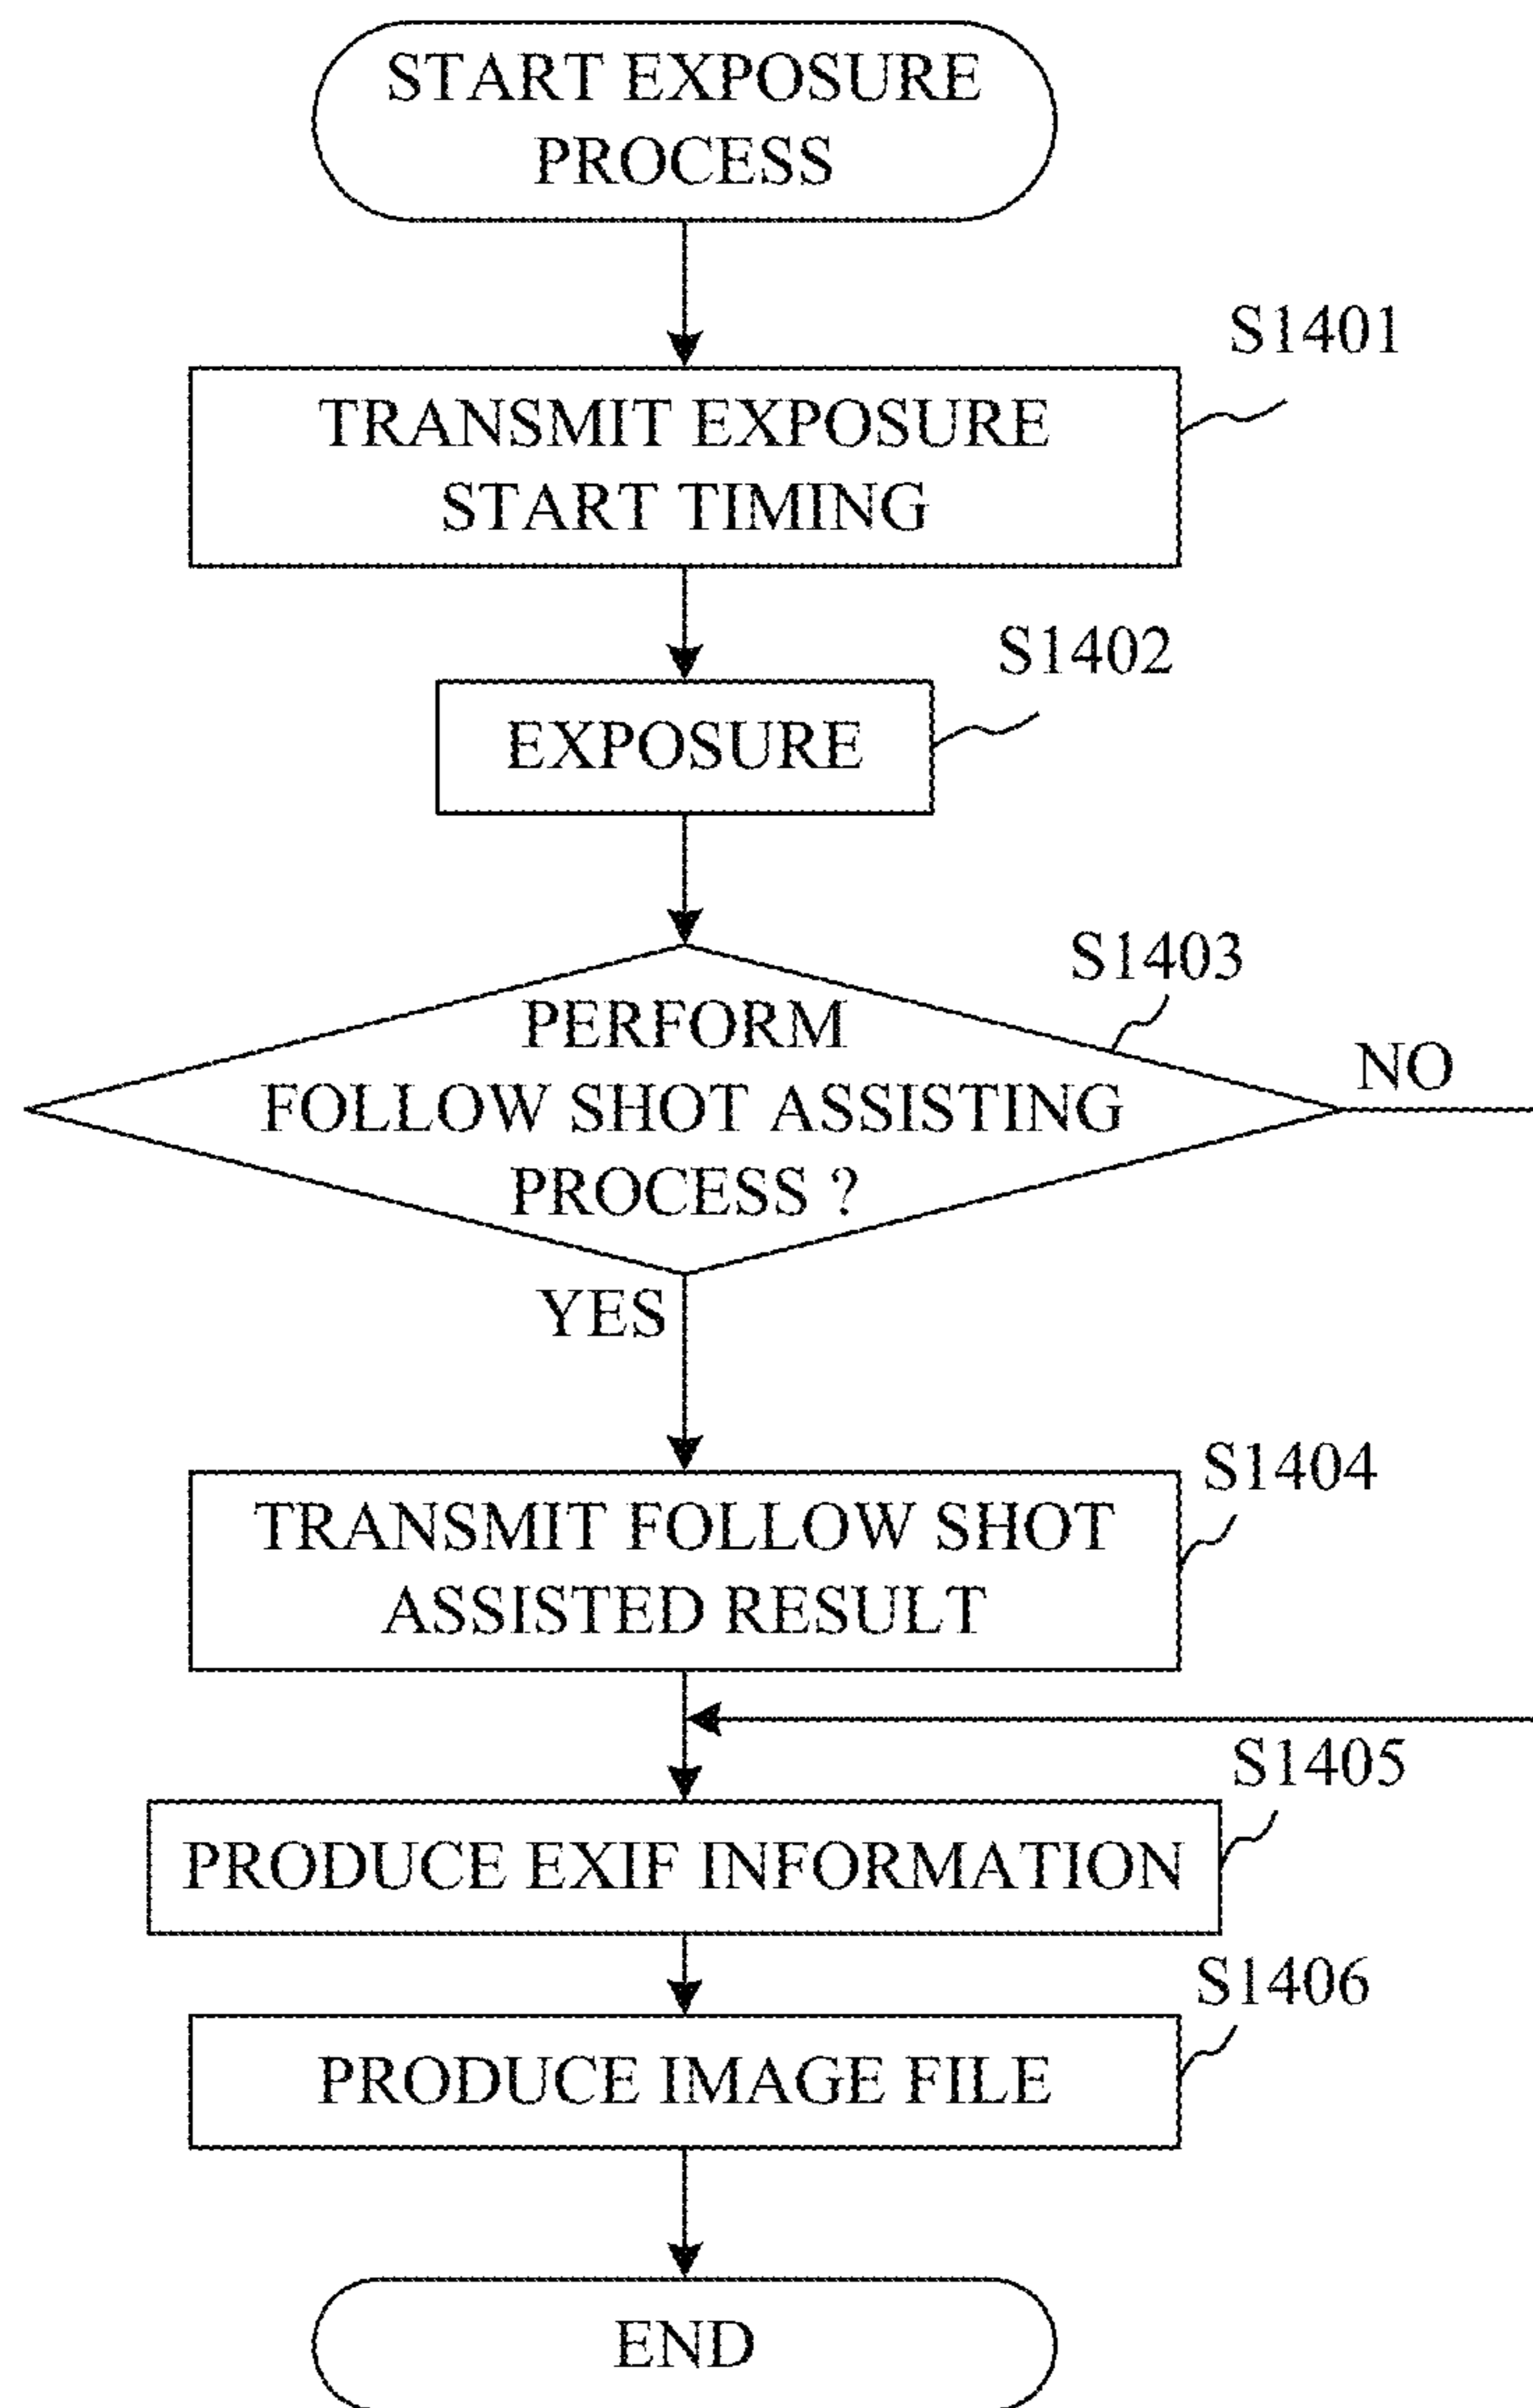 START EXPOSURE
PROCESS
S1401
TRANSMIT EXPOSURE
START TIMING
S1402
EXPOSURE
S1403
PERFORM
FOLLOW SHOT ASSISTING
PROCESS ?
NO
YES
S1404
TRANSMIT FOLLOW SHOT
ASSISTED RESULT
S1405
PRODUCE EXIF INFORMATION
S1406
PRODUCE IMAGE FILE
END